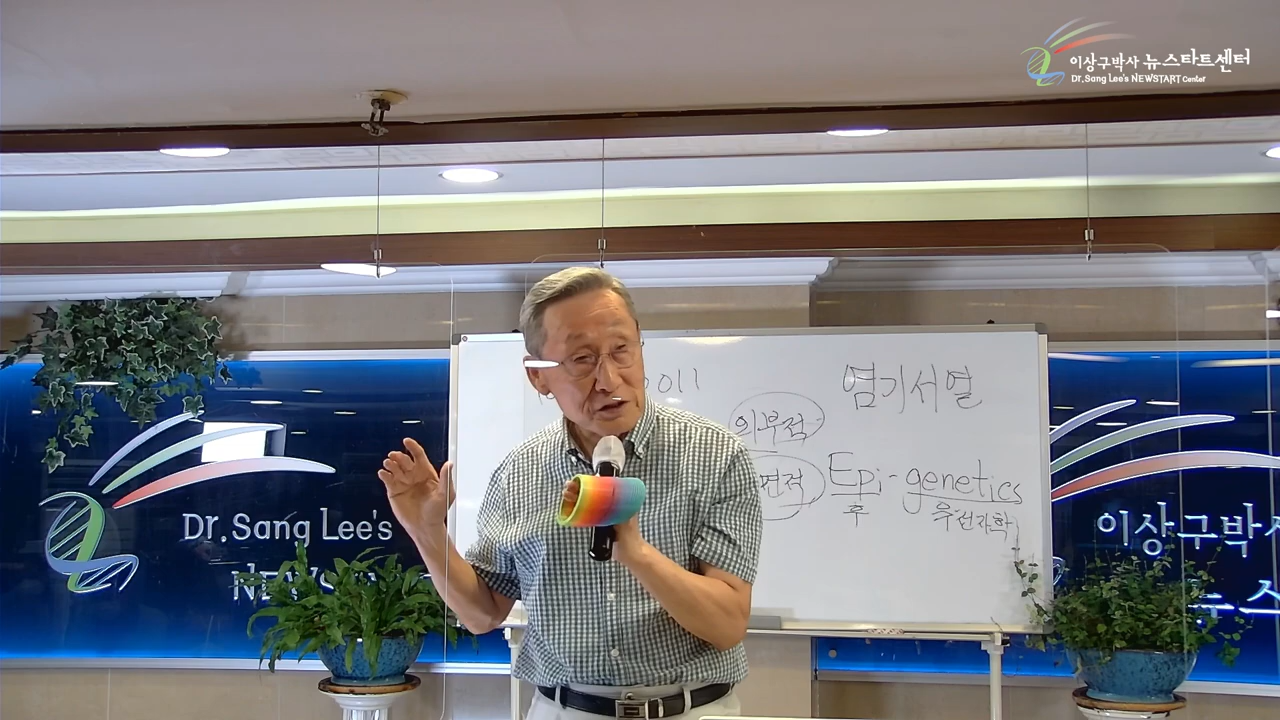 이상구박사 뉴스타트센터
Dr. Sang Lee's NEWSTART Center
011
염기서열
외부적
Epi-genetics
후
유전자학
Dr. Sang Lee's
이상구박사